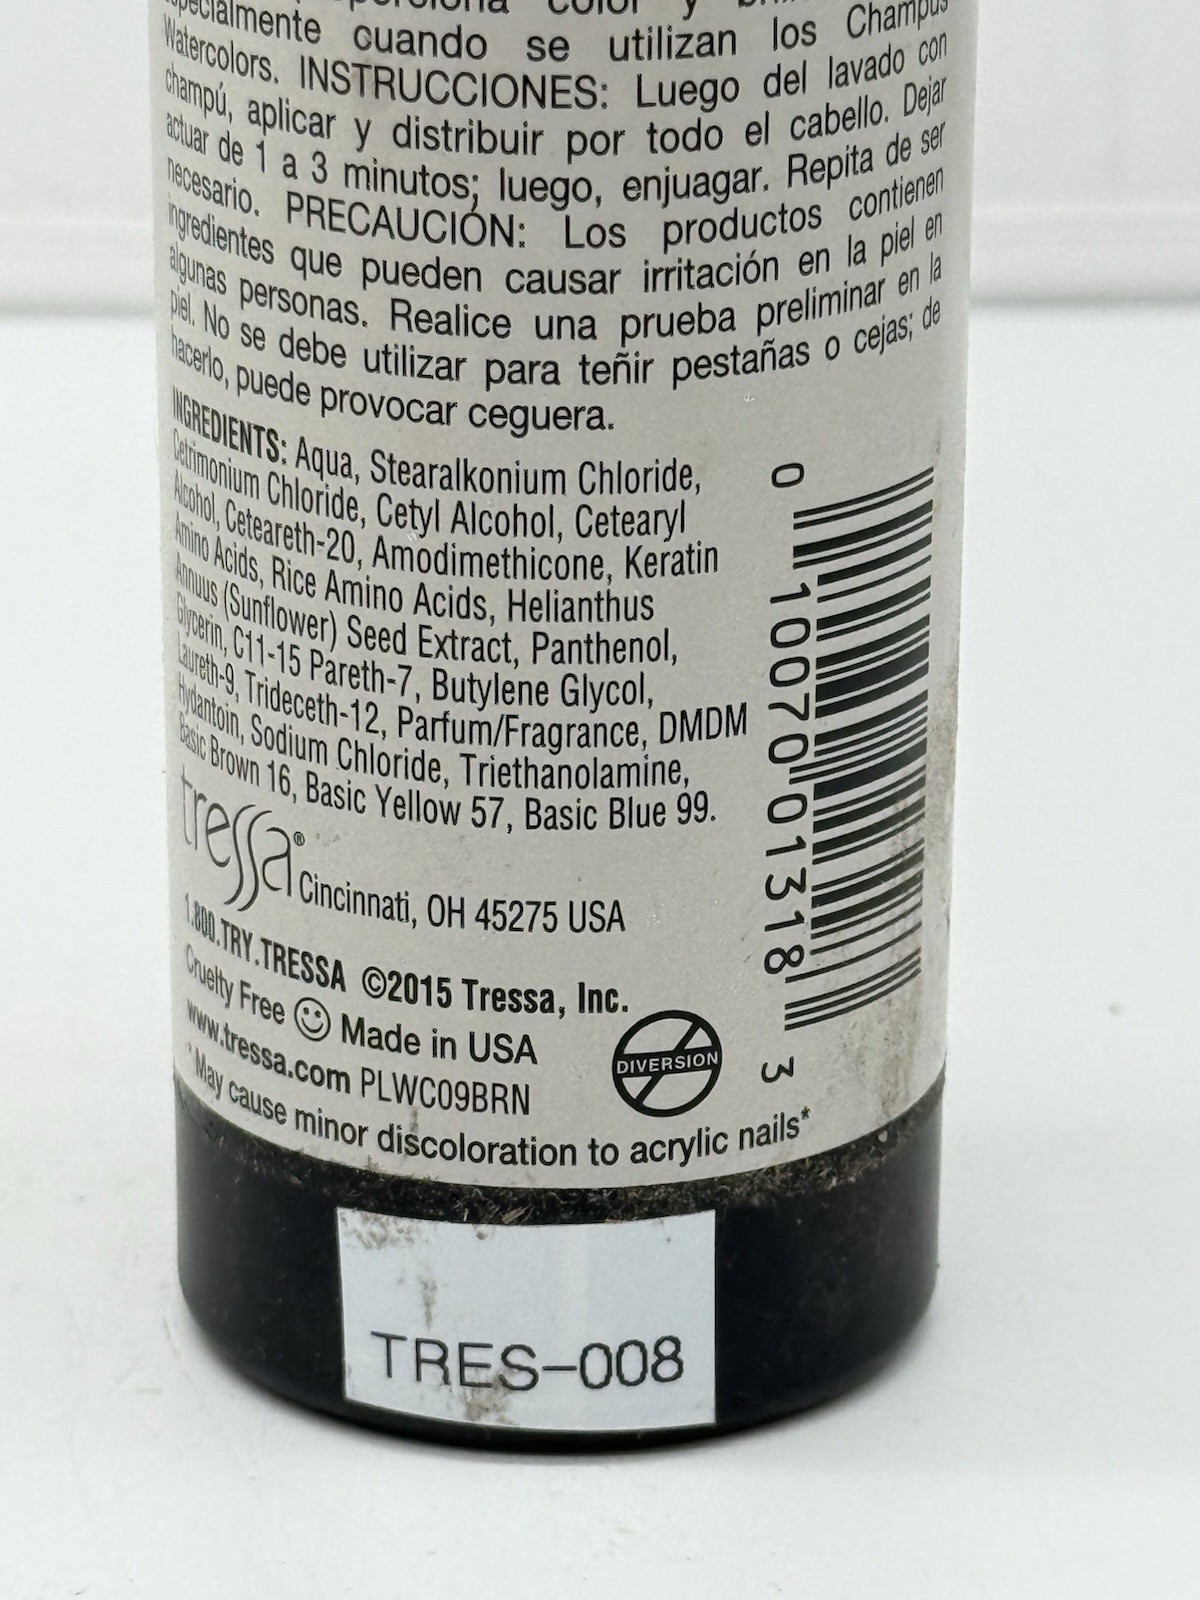 color y
especialmente cuando se utilizan los Champús
Watercolors. INSTRUCCIONES: Luego del lavado con
champú, aplicar y distribuir por todo el cabello. Dejar
actuar de 1 a 3 minutos; luego, enjuagar. Repita de ser
necesario. PRECAUCIÓN: Los productos contienen
ingredientes que pueden causar irritación en la piel en
algunas personas. Realice una prueba preliminar en la
piel. No se debe utilizar para teñir pestañas o cejas; de
hacerlo, puede provocar ceguera.
INGREDIENTS: Aqua, Stearalkonium Chloride,
Cetrimonium Chloride, Cetyl Alcohol, Cetearyl
Alcohol, Ceteareth-20, Amodimethicone, Keratin
Amino Acids, Rice Amino Acids, Helianthus
Annuus (Sunflower) Seed Extract, Panthenol,
Glycerin, C11-15 Pareth-7, Butylene Glycol,
Laureth-9, Trideceth-12, Parfum/Fragrance, DMDM
Hydantoin, Sodium Chloride, Triethanolamine,
Basic Brown 16, Basic Yellow 57, Basic Blue 99.
tressa® Cincinnati, OH 45275 USA
1.800.TRY.TRESSA ©2015 Tressa, Inc.
Cruelty Free Made in USA
www.tressa.com PLWC09BRN
*May cause minor discoloration to acrylic nails*
DIVERSION
0 10070 01318 3
TRES-008